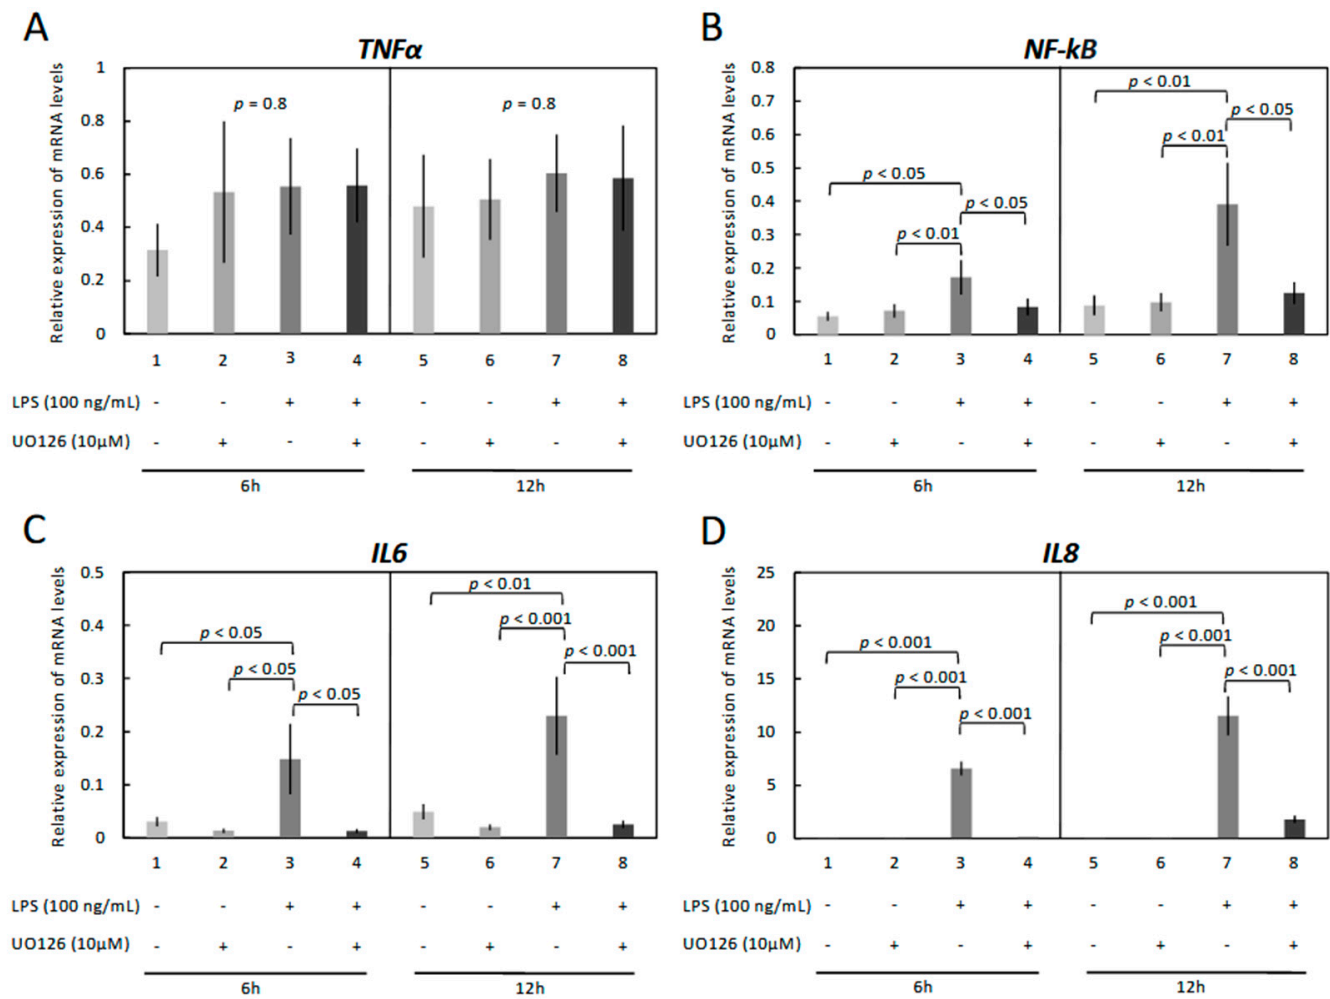 A
TNFα
Relative expression of mRNA levels
1
0.8
0.6
0.4
0.2
0
p = 0.8
p = 0.8
1 2 3 4 5 6 7 8
LPS (100 ng/mL) - - + + - - + +
UO126 (10μM) - + - + - + - +
6h 12h
B
NF-kB
Relative expression of mRNA levels
0.8
0.7
0.6
0.5
0.4
0.3
0.2
0.1
0
p < 0.05
p < 0.05
p < 0.01
p < 0.01
p < 0.05
p < 0.01
1 2 3 4 5 6 7 8
LPS (100 ng/mL) - - + + - - + +
UO126 (10μM) - + - + - + - +
6h 12h
C
IL6
Relative expression of mRNA levels
0.5
0.4
0.3
0.2
0.1
0
p < 0.05
p < 0.05
p < 0.05
p < 0.01
p < 0.001
p < 0.001
1 2 3 4 5 6 7 8
LPS (100 ng/mL) - - + + - - + +
UO126 (10μM) - + - + - + - +
6h 12h
D
IL8
Relative expression of mRNA levels
25
20
15
10
5
0
p < 0.001
p < 0.001
p < 0.001
p < 0.001
p < 0.001
p < 0.001
1 2 3 4 5 6 7 8
LPS (100 ng/mL) - - + + - - + +
UO126 (10μM) - + - + - + - +
6h 12h